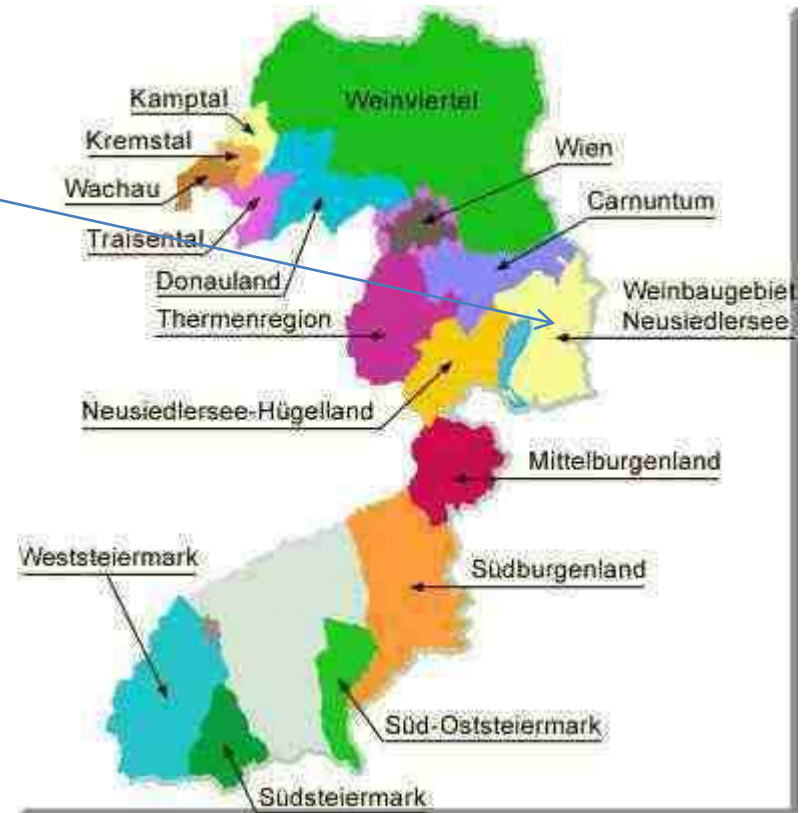 Kamptal
Weinviertel
Kremstal
Wien
Wachau
Carnuntum
Traisental
Donauland
Weinbaugebiet
Neusiedlersee
Thermenregion
Neusiedlersee-Hügelland
Mittelburgenland
Weststeiermark
Südburgenland
Süd-Oststeiermark
Südsteiermark